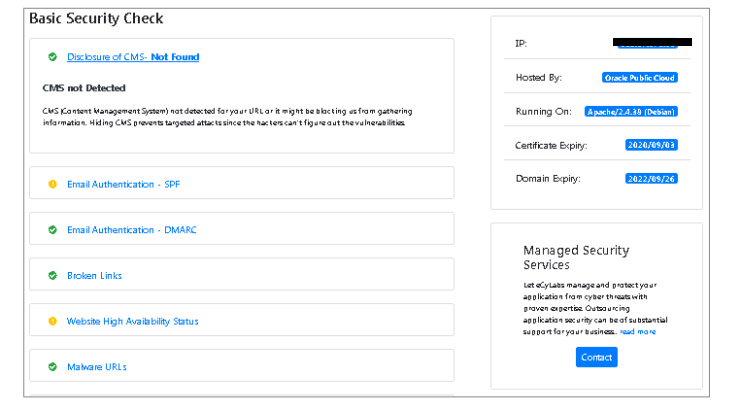 Basic Security Check
Disclosure of CMS- Not Found
CMS not Detected
CMS (Content Management System) not detected for your URL or it might be blocking us from gathering
information. Hiding CMS prevents targeted attacts since the hackers can't figure out the vulnerabilities.
Email Authentication - SPF
Email Authentication - DMARC
Broken Links
Website High Availability Status
Malware URLs
IP:
Hosted By: Oracle Public Cloud
Running On: Apache/2.4.38 (Debian)
Certificate Expiry: 2020/09/03
Domain Expiry: 2022/09/26
Managed Security
Services
Let eCyLabs manage and protect your
application from cyber threats with
proven expertise. Outsourcing
application security can be of substantial
support for your business.. read more
Contact